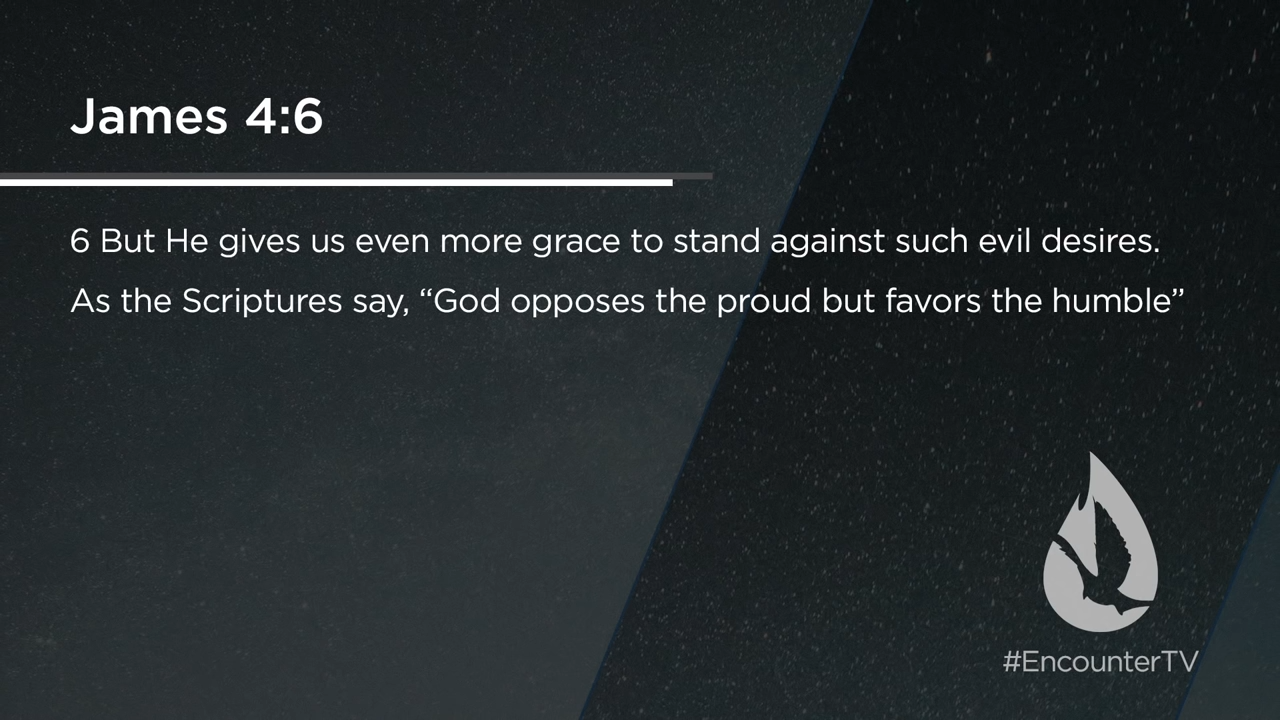 James 4:6
6 But He gives us even more grace to stand against such evil desires.
As the Scriptures say, “God opposes the proud but favors the humble”
#EncounterTV